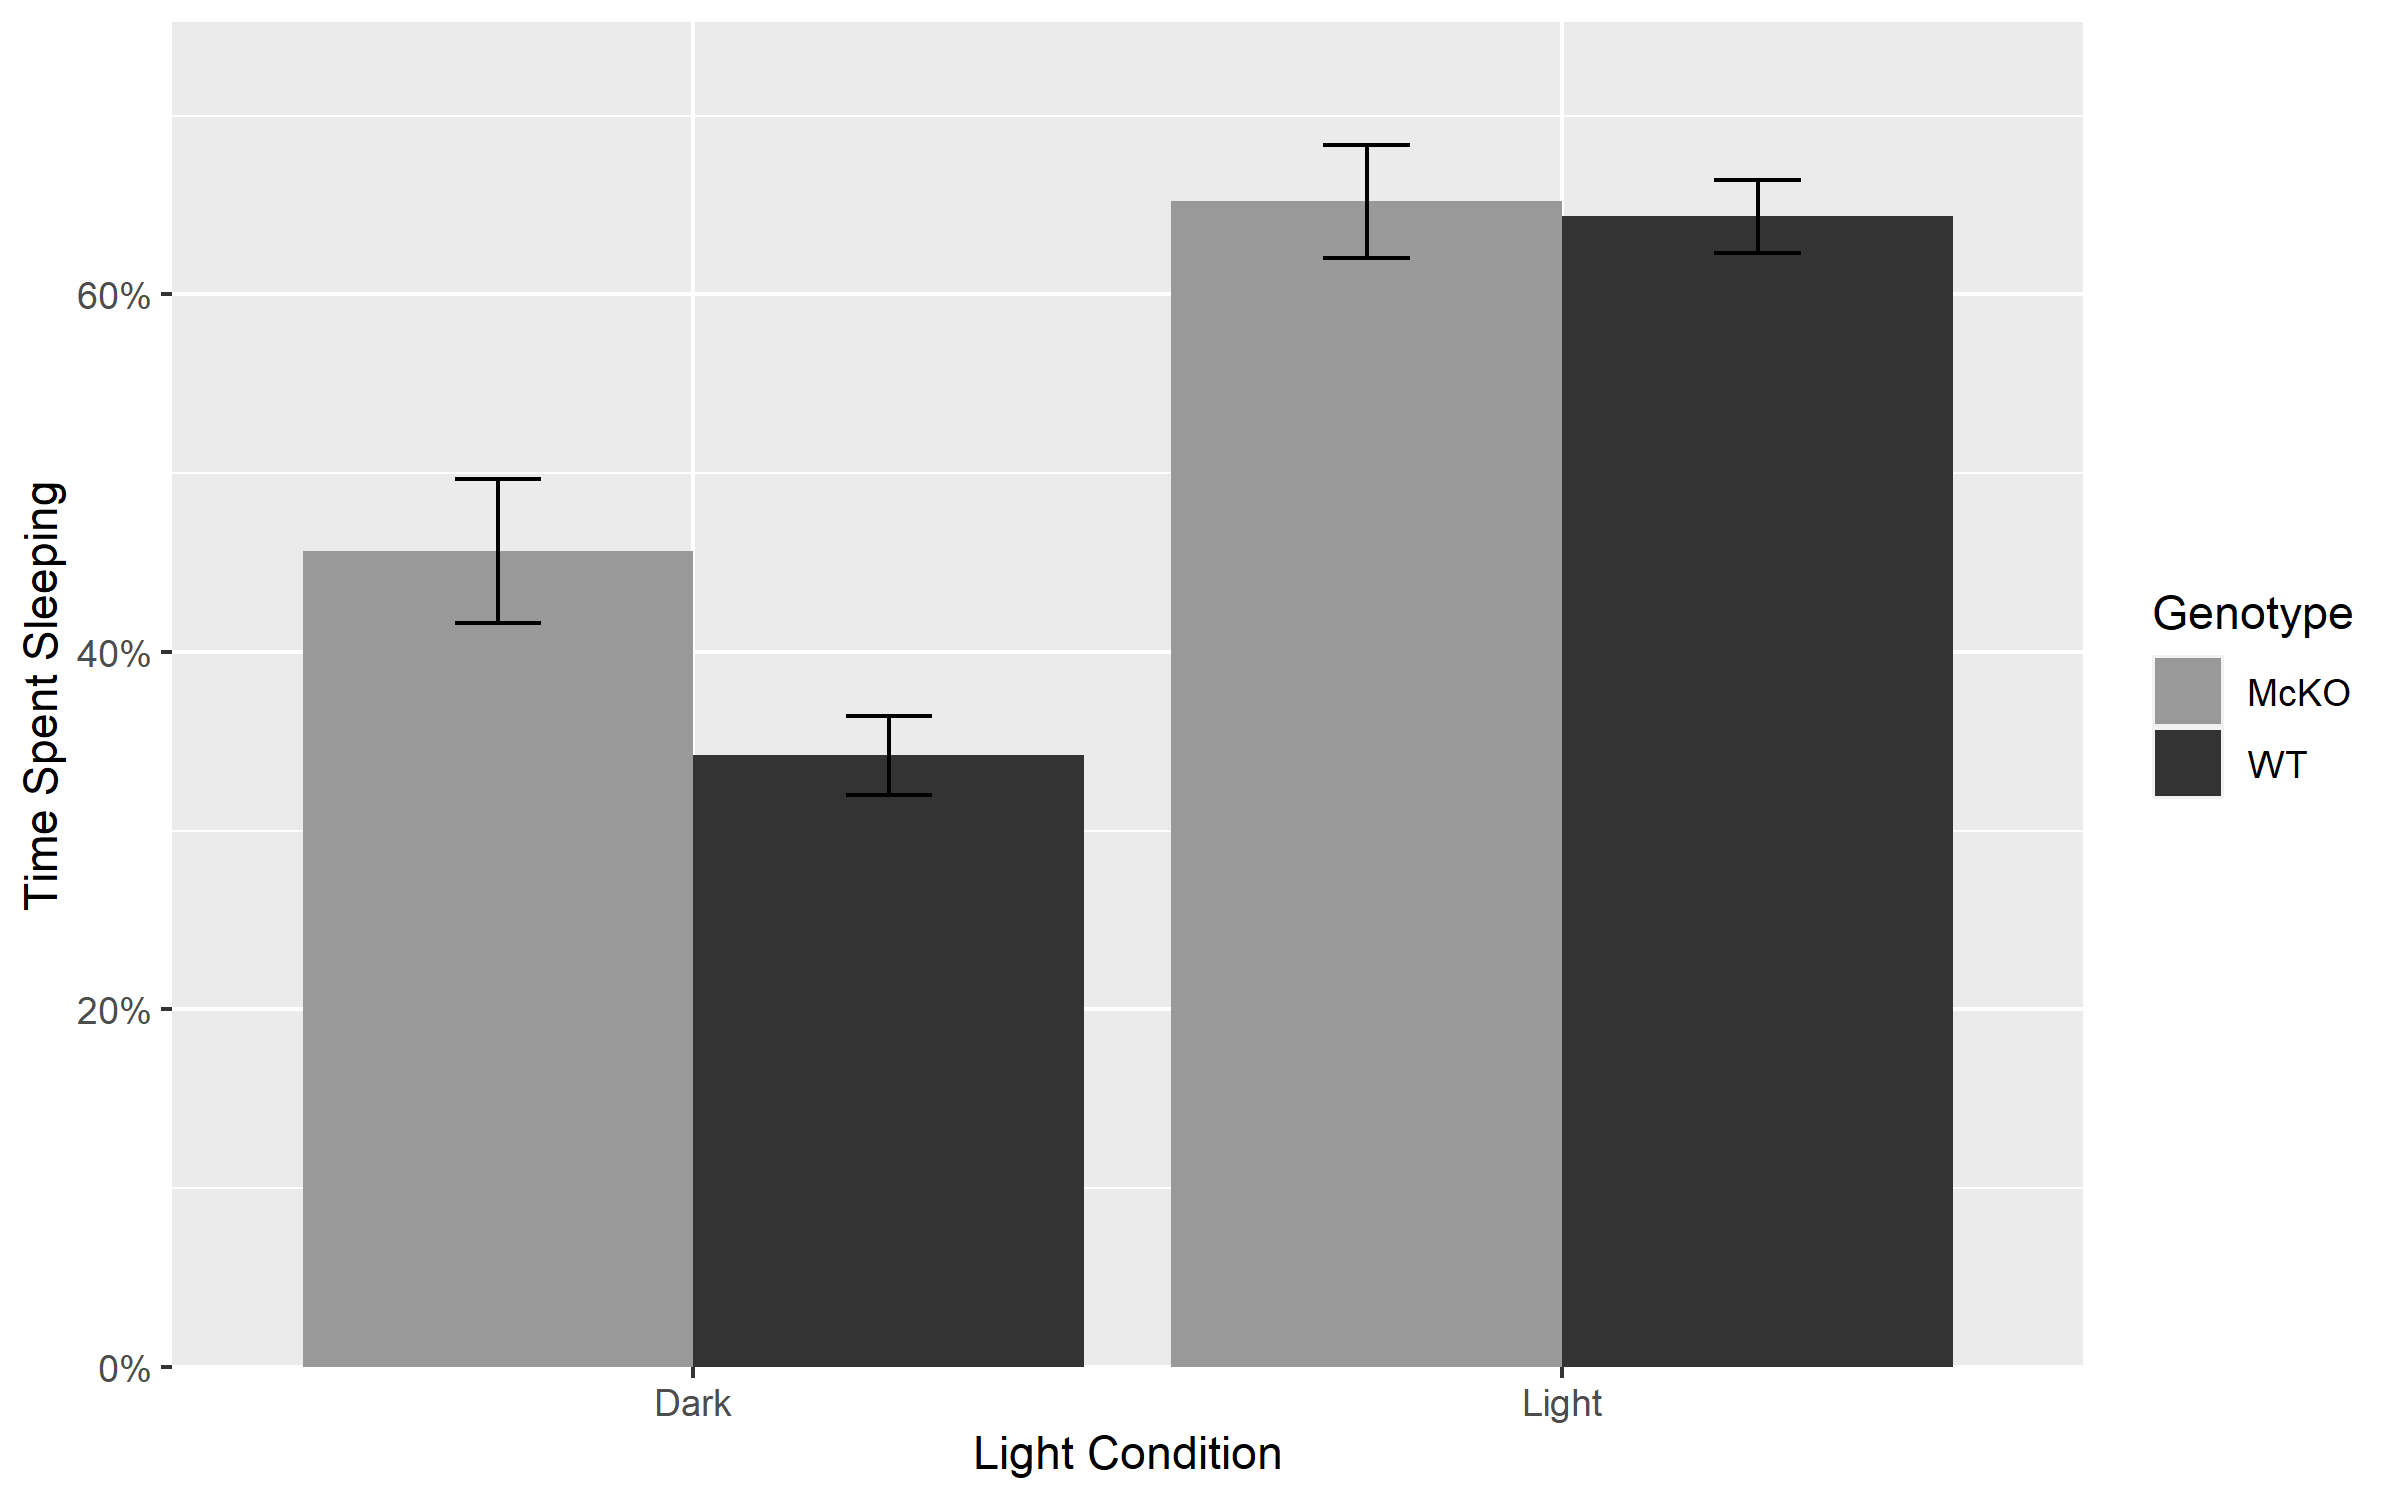 Time Spent Sleeping
60%
40%
20%
0%
Dark
Light
Light Condition
Genotype
McKO
WT